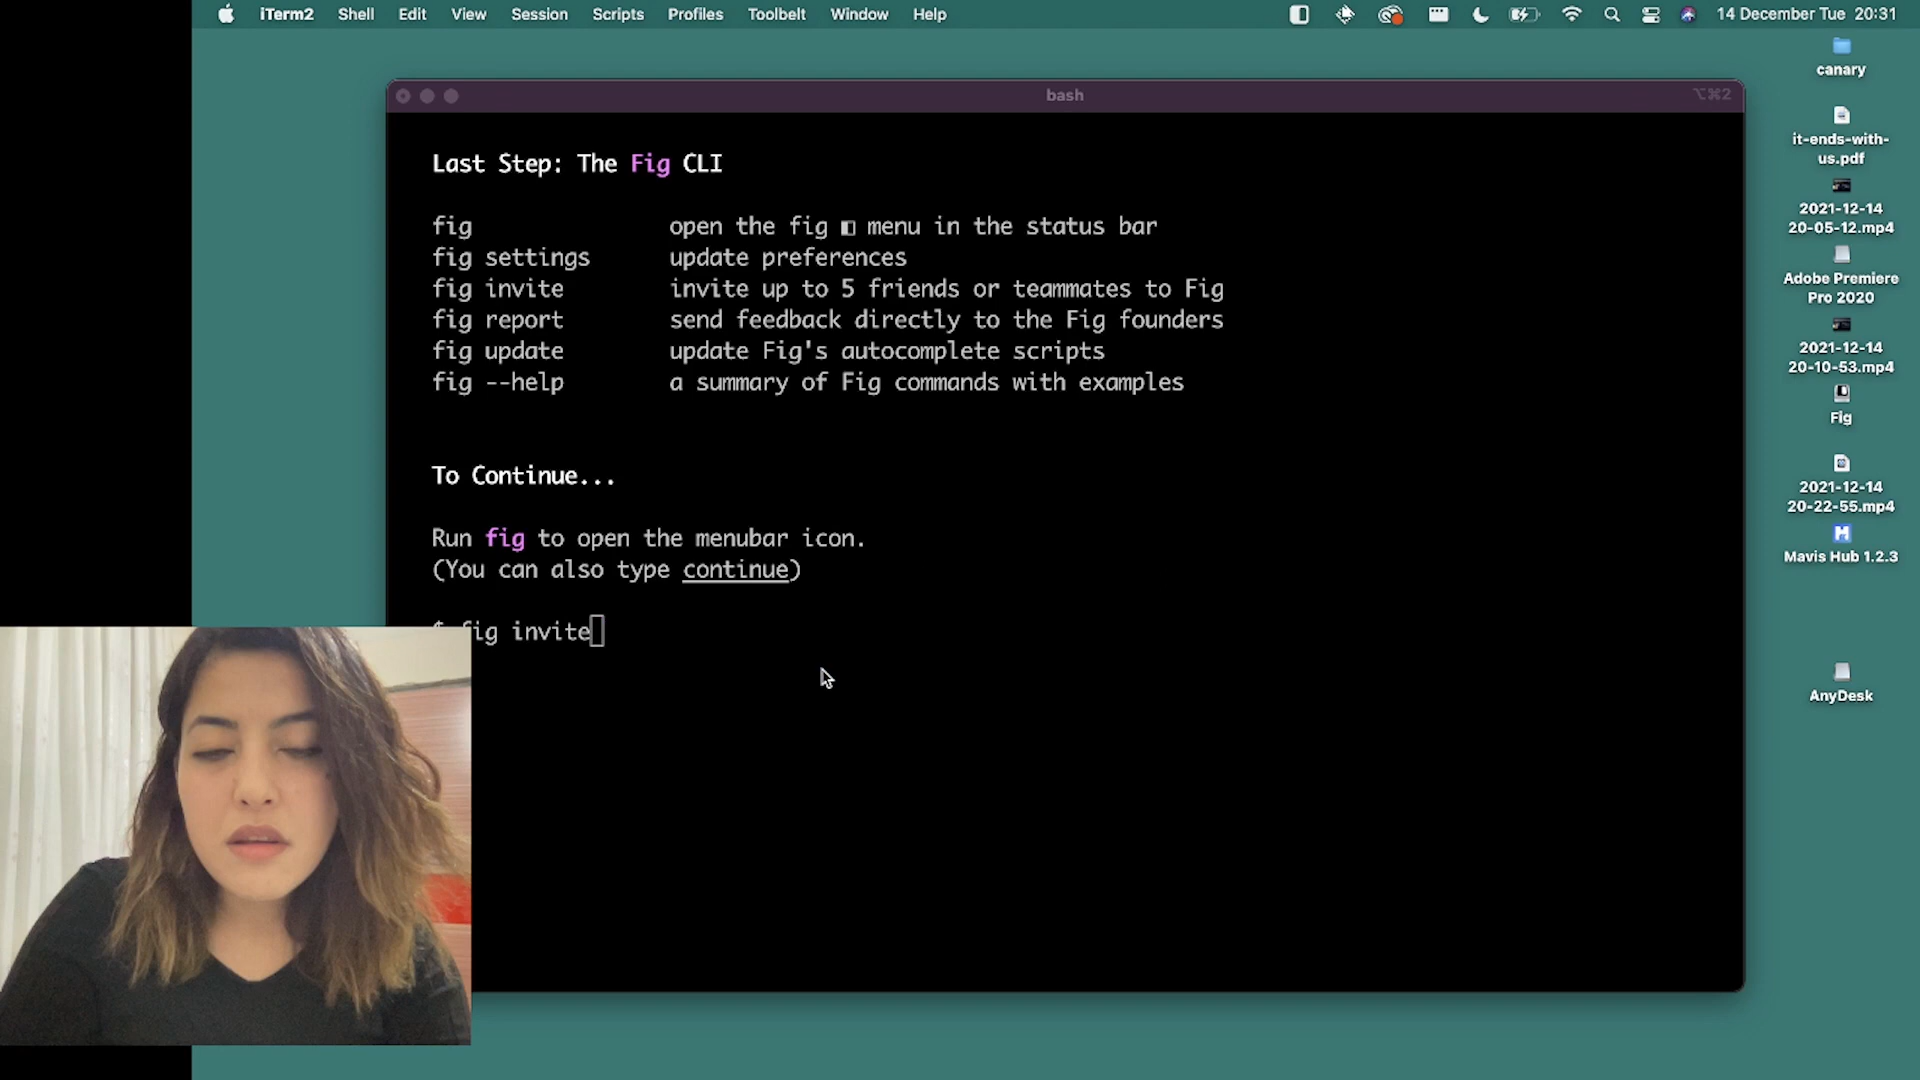 iTerm2 Shell Edit View Session Scripts Profiles Toolbelt Window Help 14 December Tue 20:31
bash ⌥⌘2
Last Step: The Fig CLI
fig open the fig ◧ menu in the status bar
fig settings update preferences
fig invite invite up to 5 friends or teammates to Fig
fig report send feedback directly to the Fig founders
fig update update Fig's autocomplete scripts
fig --help a summary of Fig commands with examples
To Continue...
Run fig to open the menubar icon.
(You can also type continue)
$ fig invite
canary
it-ends-with-
us.pdf
2021-12-14
20-05-12.mp4
Adobe Premiere
Pro 2020
2021-12-14
20-10-53.mp4
Fig
2021-12-14
20-22-55.mp4
Mavis Hub 1.2.3
AnyDesk